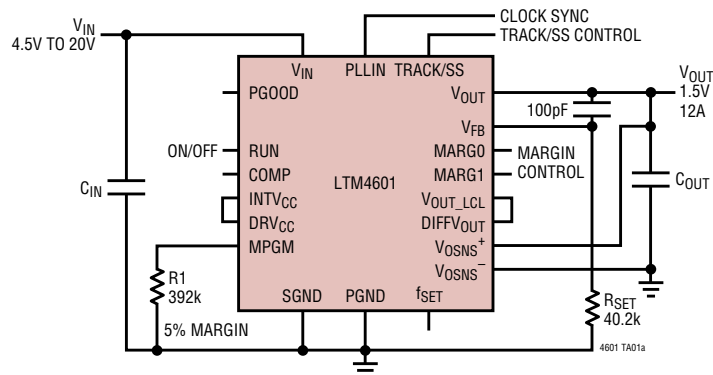 CLOCK SYNC
TRACK/SS CONTROL
VIN
4.5V TO 20V
VIN PLLIN TRACK/SS
PGOOD
VOUT
VOUT
1.5V
12A
100pF
VFB
ON/OFF
RUN
MARG0
MARGIN
CONTROL
COMP
MARG1
LTM4601
CIN
COUT
INTVCC
VOUT_LCL
DRVCC
DIFFVOUT
MPGM
VOSNS+
VOSNS–
R1
392k
SGND PGND fSET
5% MARGIN
RSET
40.2k
4601 TA01a